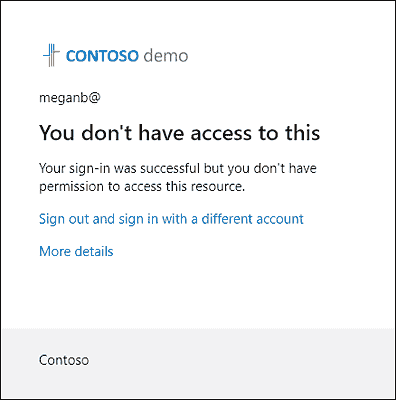 CONTOSO demo
meganb@
You don't have access to this
Your sign-in was successful but you don't have
permission to access this resource.
Sign out and sign in with a different account
More details
Contoso